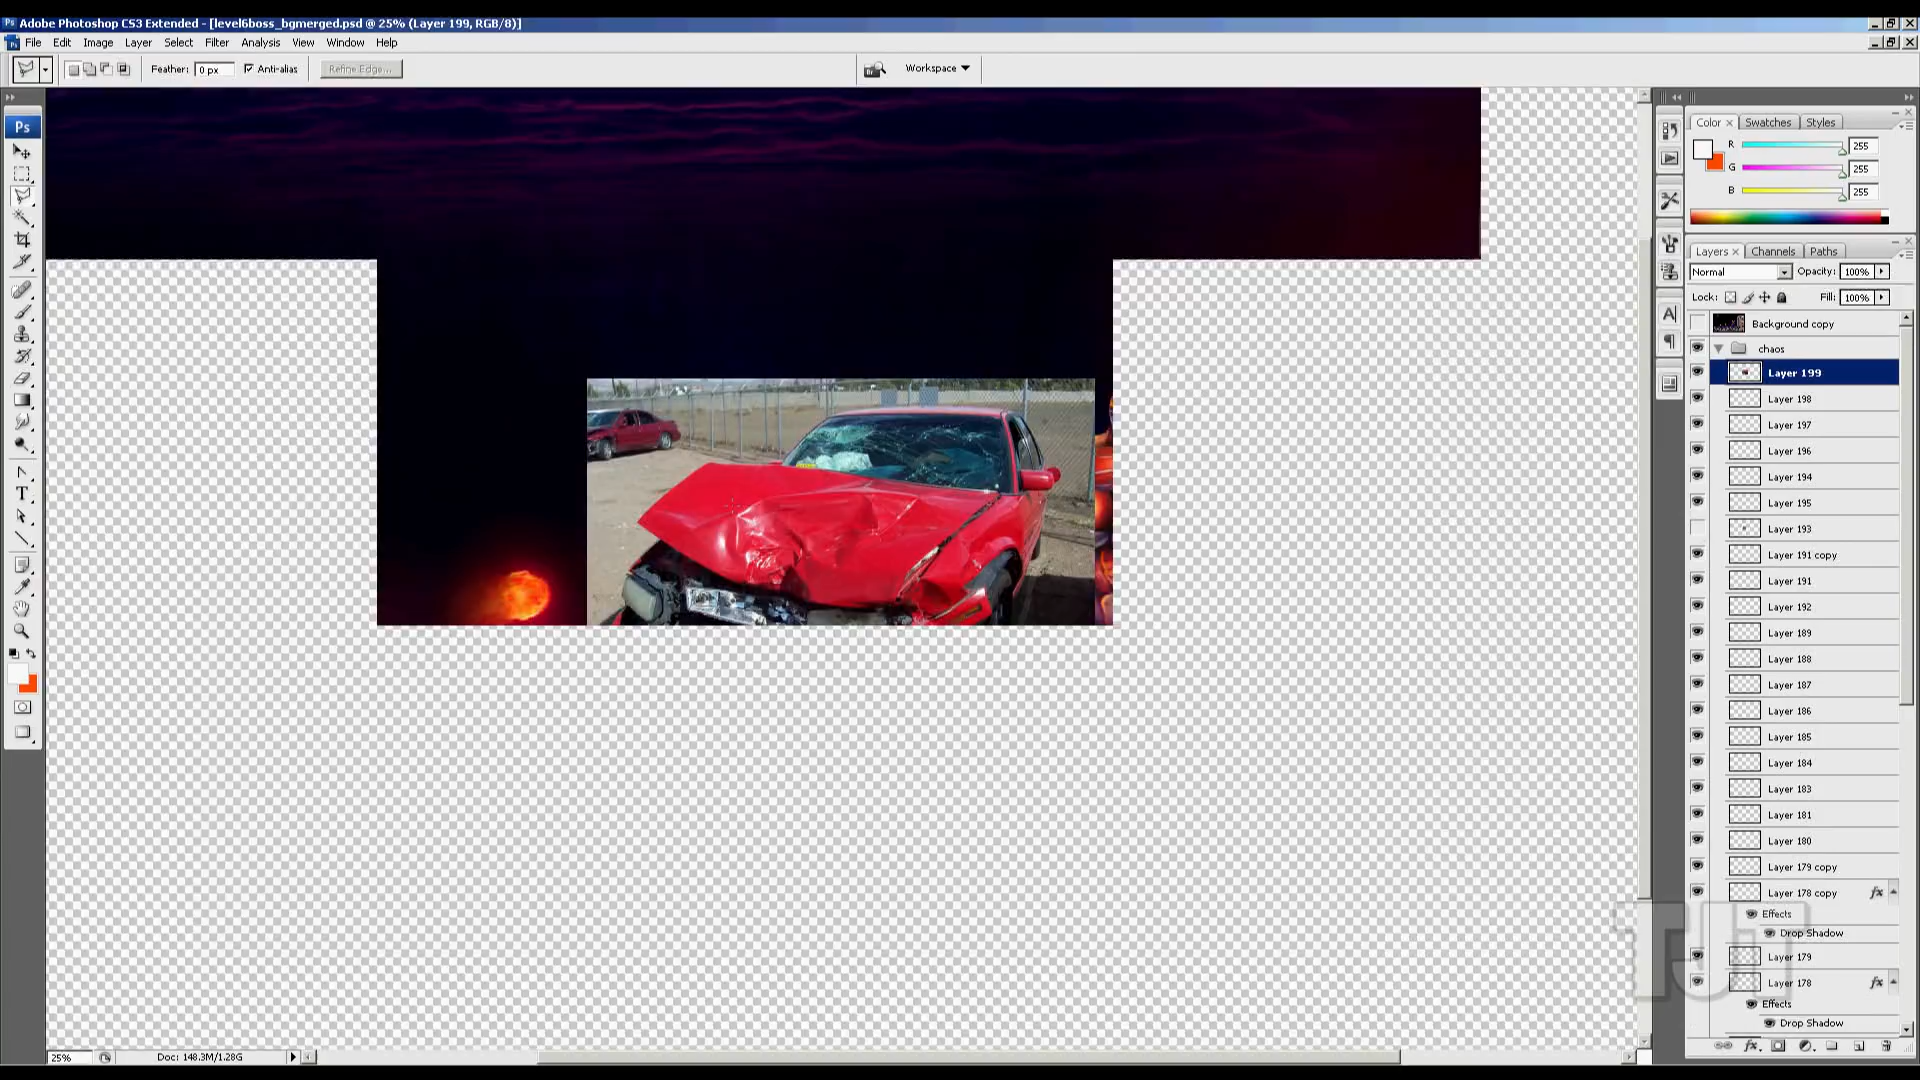 Ps Adobe Photoshop CS3 Extended - [level6boss_bgmerged.psd @ 25% (Layer 199, RGB/8)]
File Edit Image Layer Select Filter Analysis View Window Help
Feather: 0 px Anti-alias Refine Edge... Workspace
Ps
T
Color Swatches Styles
R 255
G 255
B 255
Layers Channels Paths
Normal Opacity: 100%
Lock: Fill: 100%
Background copy
chaos
Layer 199
Layer 198
Layer 197
Layer 196
Layer 194
Layer 195
Layer 193
Layer 191 copy
Layer 191
Layer 192
Layer 189
Layer 188
Layer 187
Layer 186
Layer 185
Layer 184
Layer 183
Layer 181
Layer 180
Layer 179 copy
Layer 178 copy fx
Effects
Drop Shadow
Layer 179
Layer 178 fx
Effects
Drop Shadow
TJT
25% Doc: 148.3M/1.28G